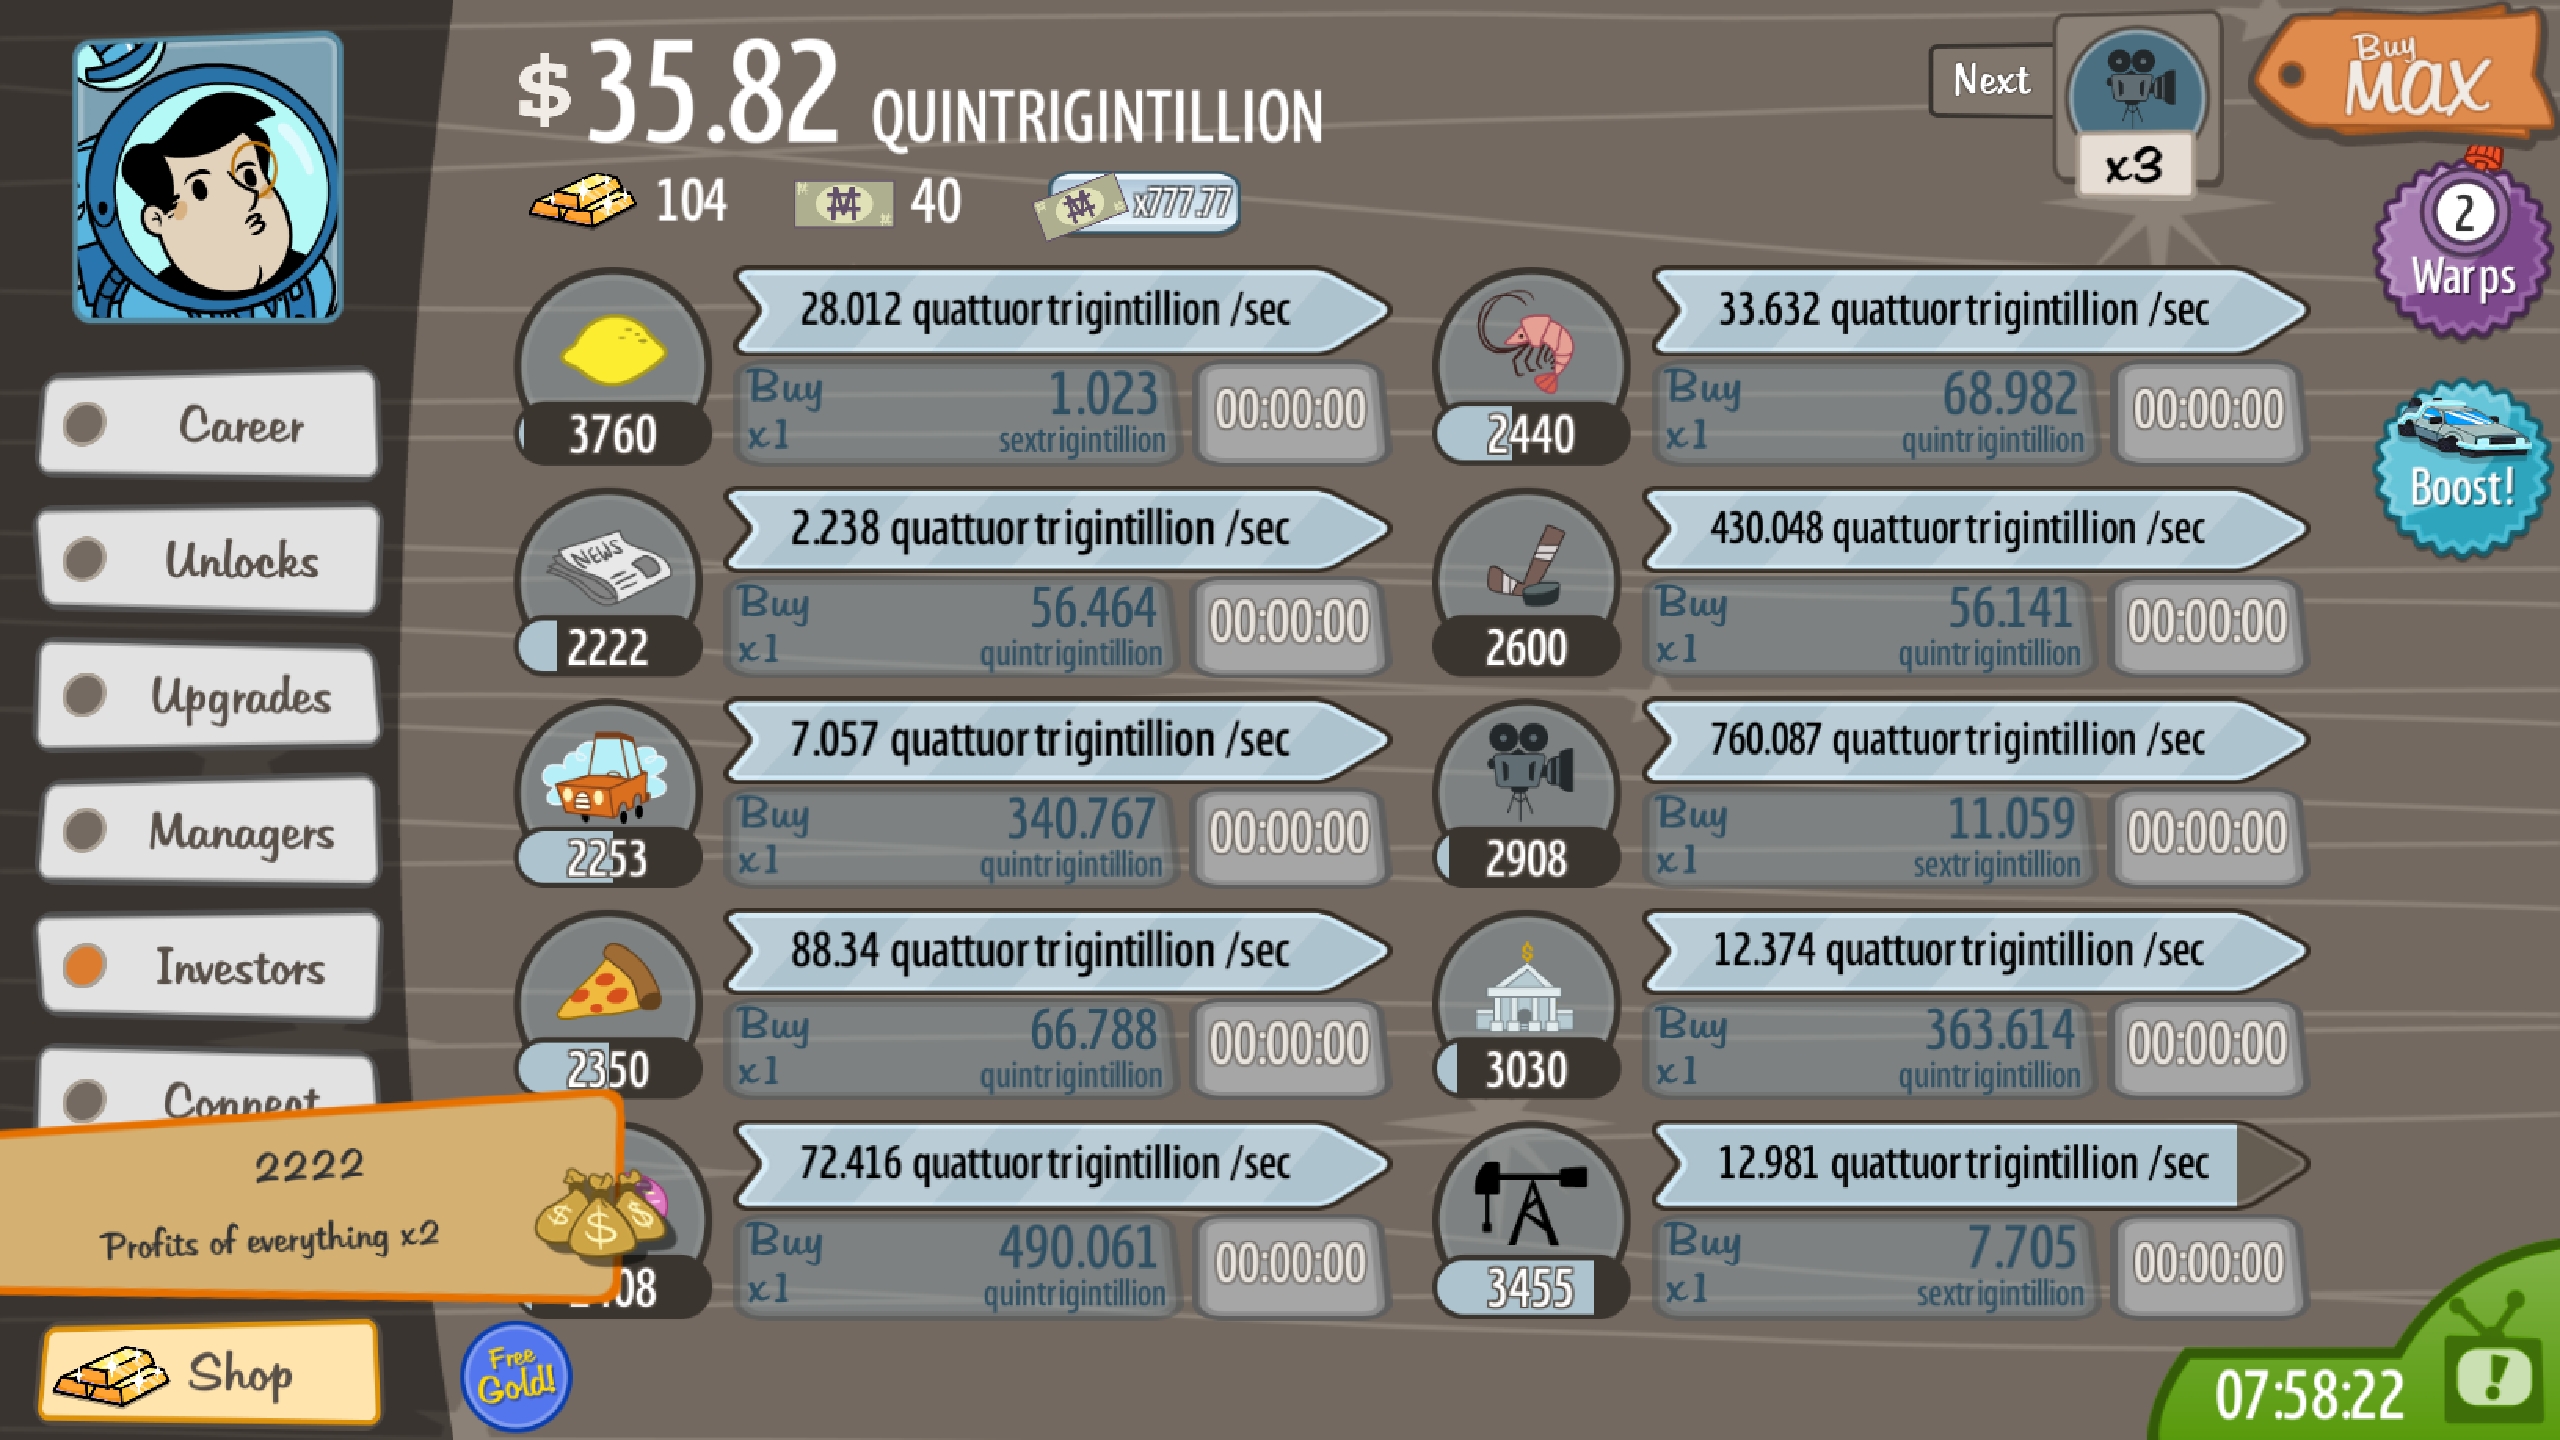 $ 35.82 QUINTRIGINTILLION
104 40 x777.77
Next
x3
Buy
MAX
2
Warps
Boost!
Career
Unlocks
Upgrades
Managers
Investors
Connect
2222
Profits of everything x2
Shop
Free
Gold!
28.012 quattuortrigintillion /sec
3760
Buy
x1
1.023
sextrigintillion
00:00:00
NEWS
2.238 quattuortrigintillion /sec
2222
Buy
x1
56.464
quintrigintillion
00:00:00
7.057 quattuortrigintillion /sec
2253
Buy
x1
340.767
quintrigintillion
00:00:00
88.34 quattuortrigintillion /sec
2350
Buy
x1
66.788
quintrigintillion
00:00:00
72.416 quattuortrigintillion /sec
Buy
x1
490.061
quintrigintillion
00:00:00
33.632 quattuortrigintillion /sec
2440
Buy
x1
68.982
quintrigintillion
00:00:00
430.048 quattuortrigintillion /sec
2600
Buy
x1
56.141
quintrigintillion
00:00:00
760.087 quattuortrigintillion /sec
2908
Buy
x1
11.059
sextrigintillion
00:00:00
12.374 quattuortrigintillion /sec
3030
Buy
x1
363.614
quintrigintillion
00:00:00
12.981 quattuortrigintillion /sec
3455
Buy
x1
7.705
sextrigintillion
00:00:00
07:58:22